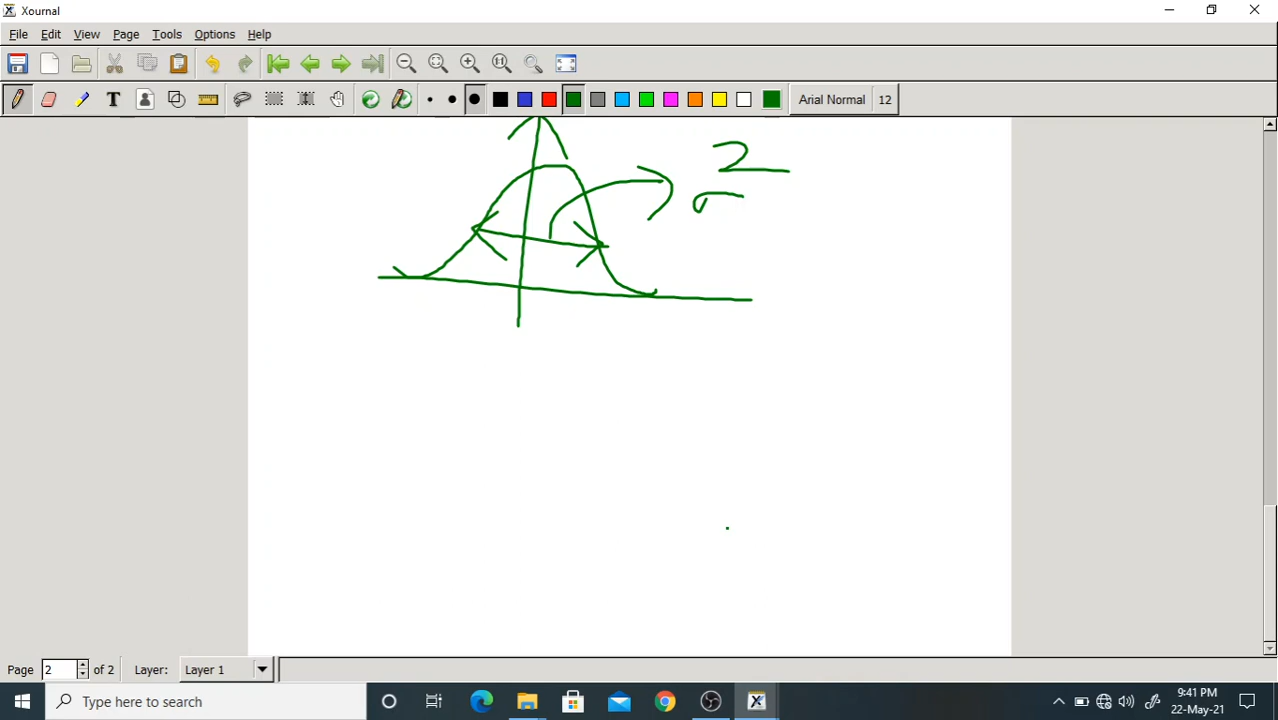 Xournal
File Edit View Page Tools Options Help
Arial Normal 12
2
σ
Page 2 of 2 Layer: Layer 1
Type here to search
9:41 PM
22-May-21